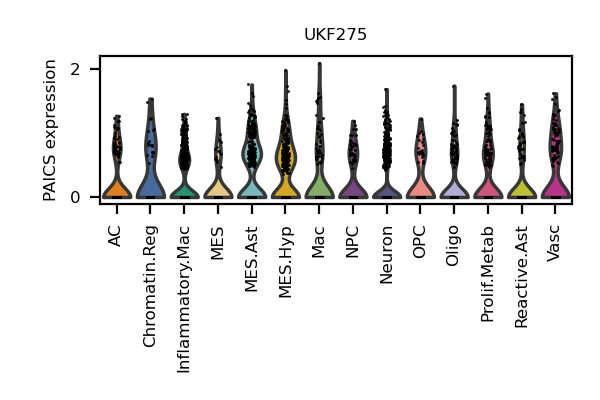 UKF275
PAICS expression
2
0
AC
Chromatin.Reg
Inflammatory.Mac
MES
MES.Ast
MES.Hyp
Mac
NPC
Neuron
OPC
Oligo
Prolif.Metab
Reactive.Ast
Vasc